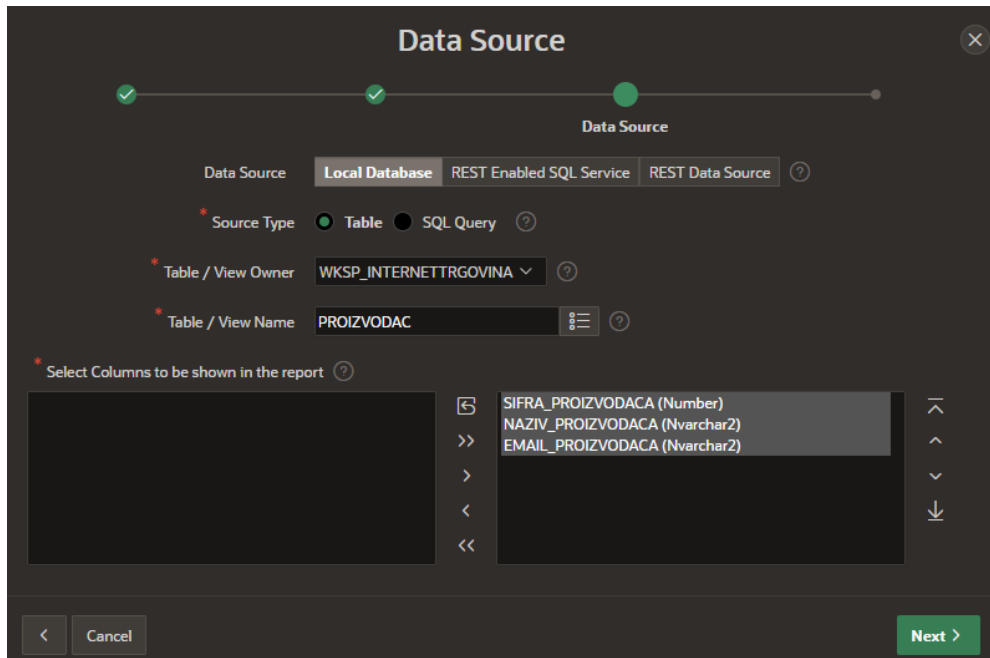 Data Source
Data Source
Data Source Local Database REST Enabled SQL Service REST Data Source ?
* Source Type Table SQL Query ?
* Table / View Owner WKSP_INTERNETTRGOVINA ?
* Table / View Name PROIZVODAC ?
* Select Columns to be shown in the report ?
SIFRA_PROIZVODACA (Number)
NAZIV_PROIZVODACA (Nvarchar2)
EMAIL_PROIZVODACA (Nvarchar2)
Cancel Next >